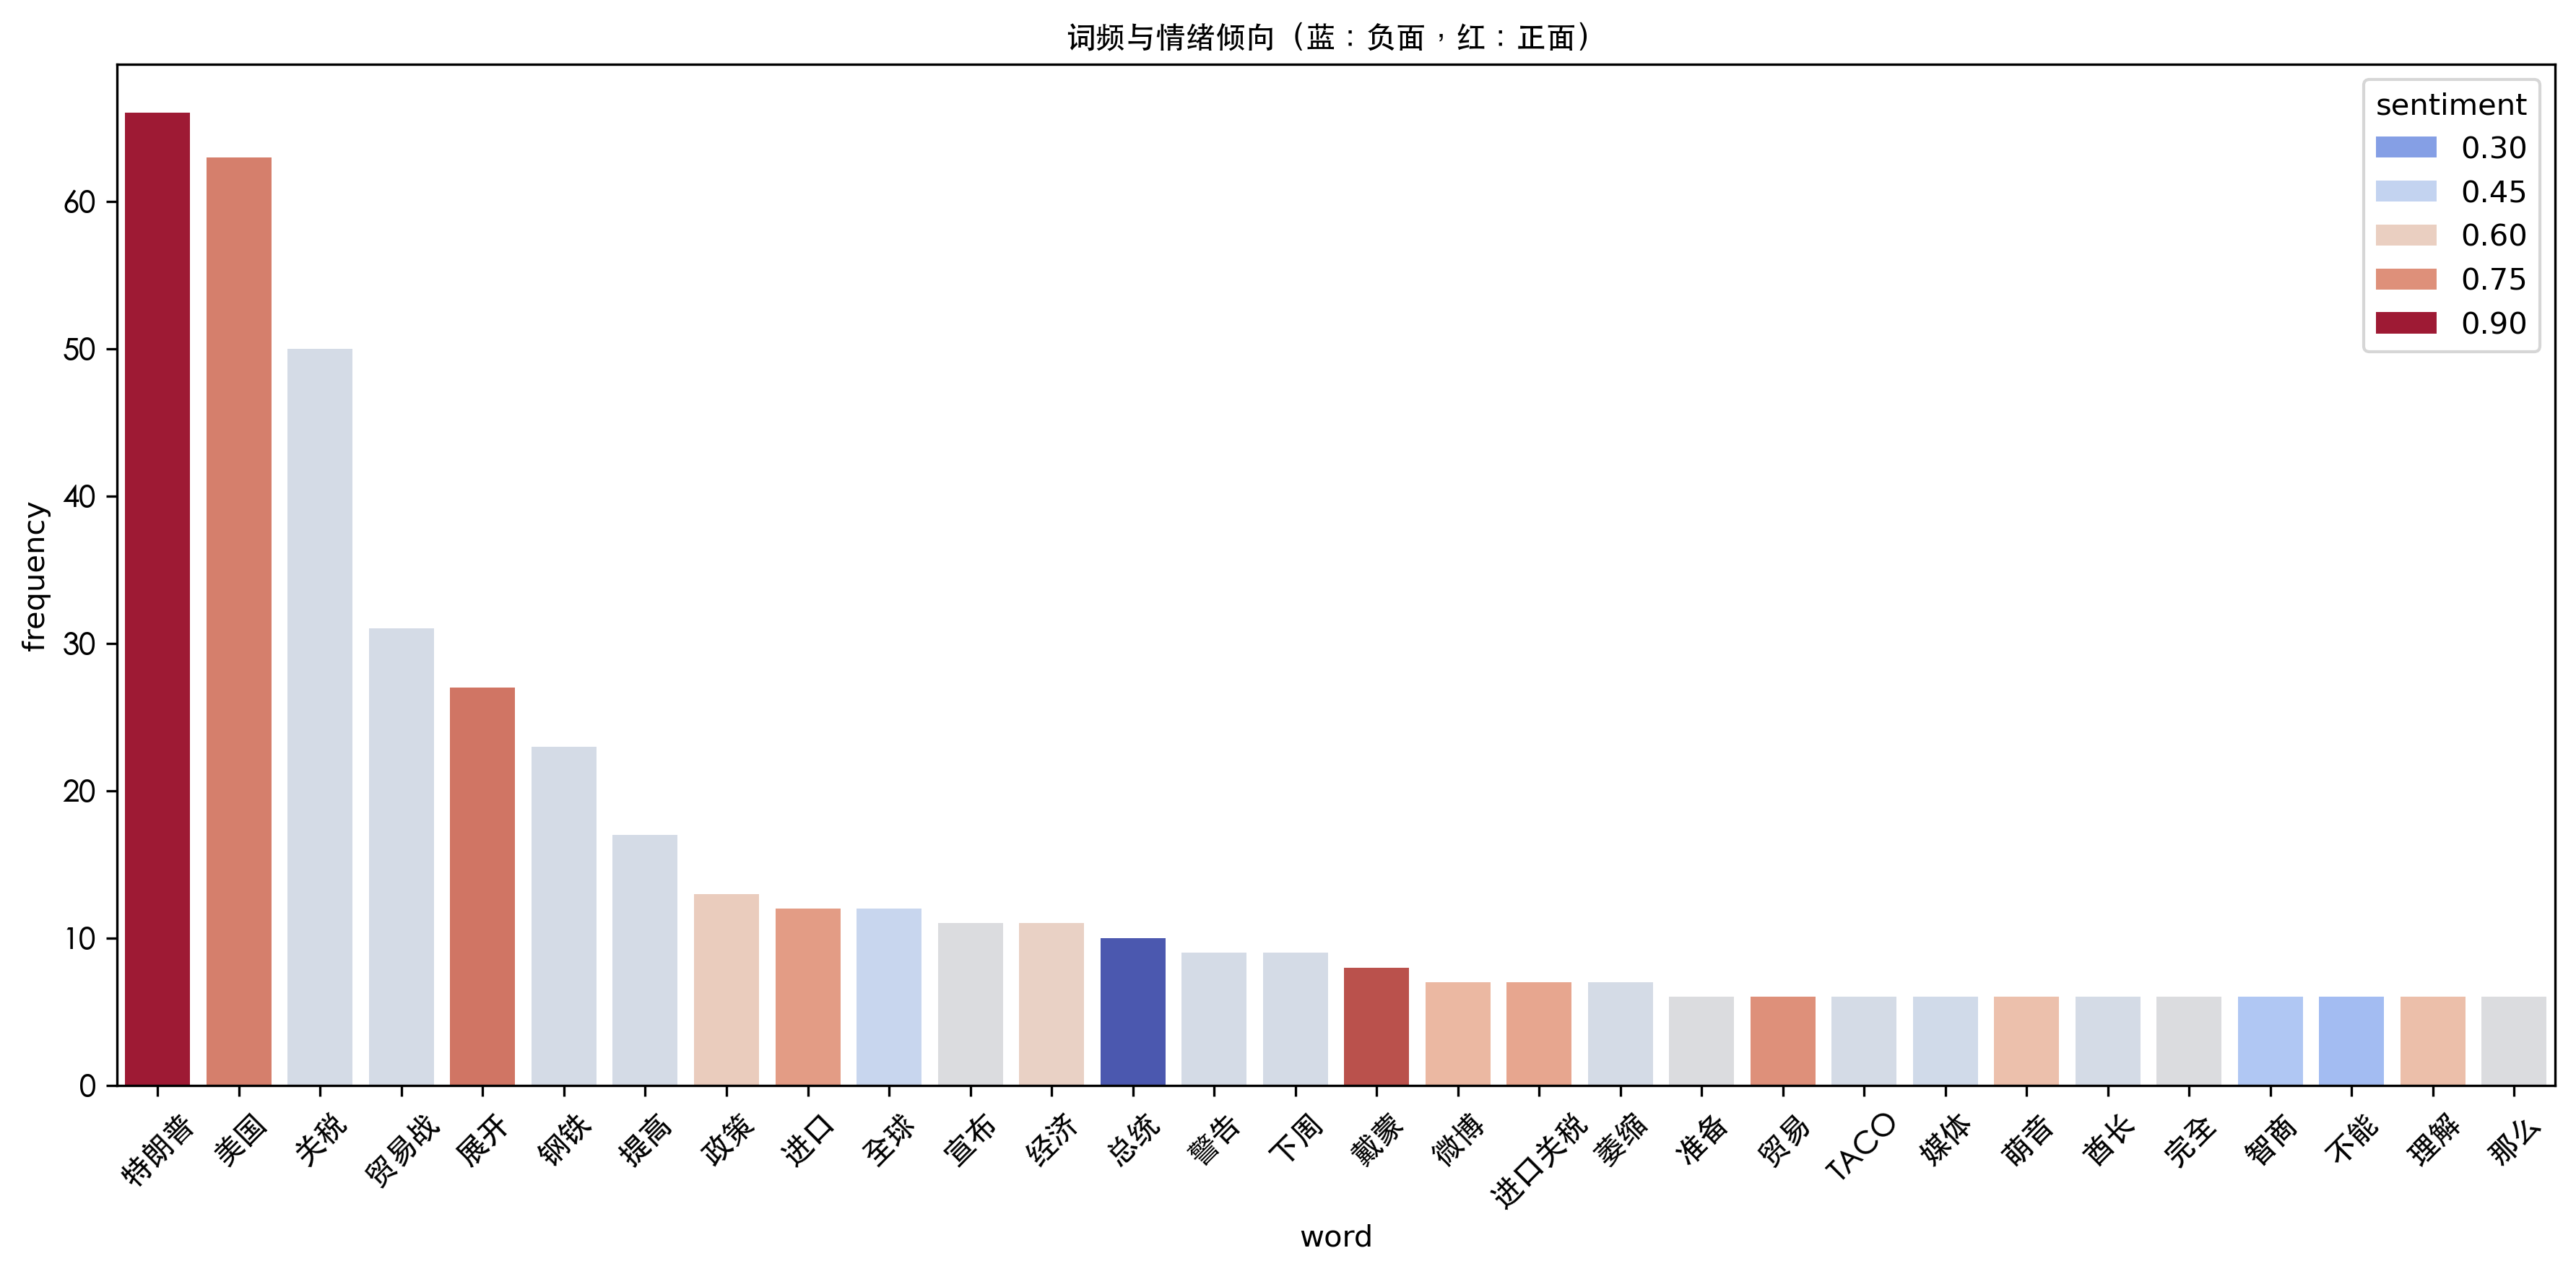 词频与情绪倾向（蓝：负面，红：正面）
sentiment
0.30
0.45
0.60
0.75
0.90
frequency
60
50
40
30
20
10
0
特朗普
美国
关税
贸易战
展开
钢铁
提高
政策
进口
全球
宣布
经济
总统
警告
下周
戴蒙
微博
进口关税
萎缩
准备
贸易
TACO
媒体
萌音
酋长
完全
智商
不能
理解
那么
word